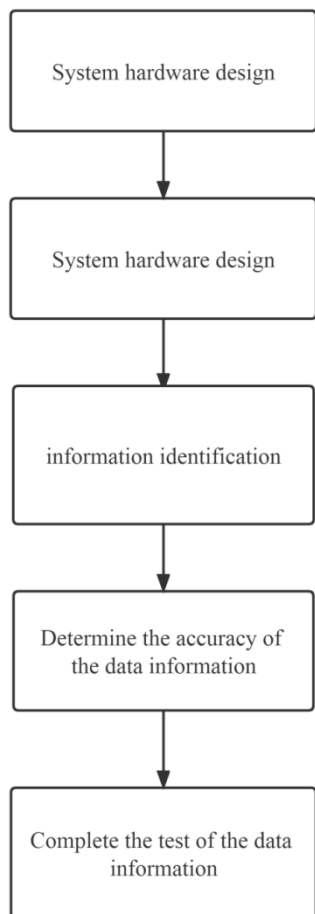 System hardware design
System hardware design
information identification
Determine the accuracy of
the data information
Complete the test of the data
information